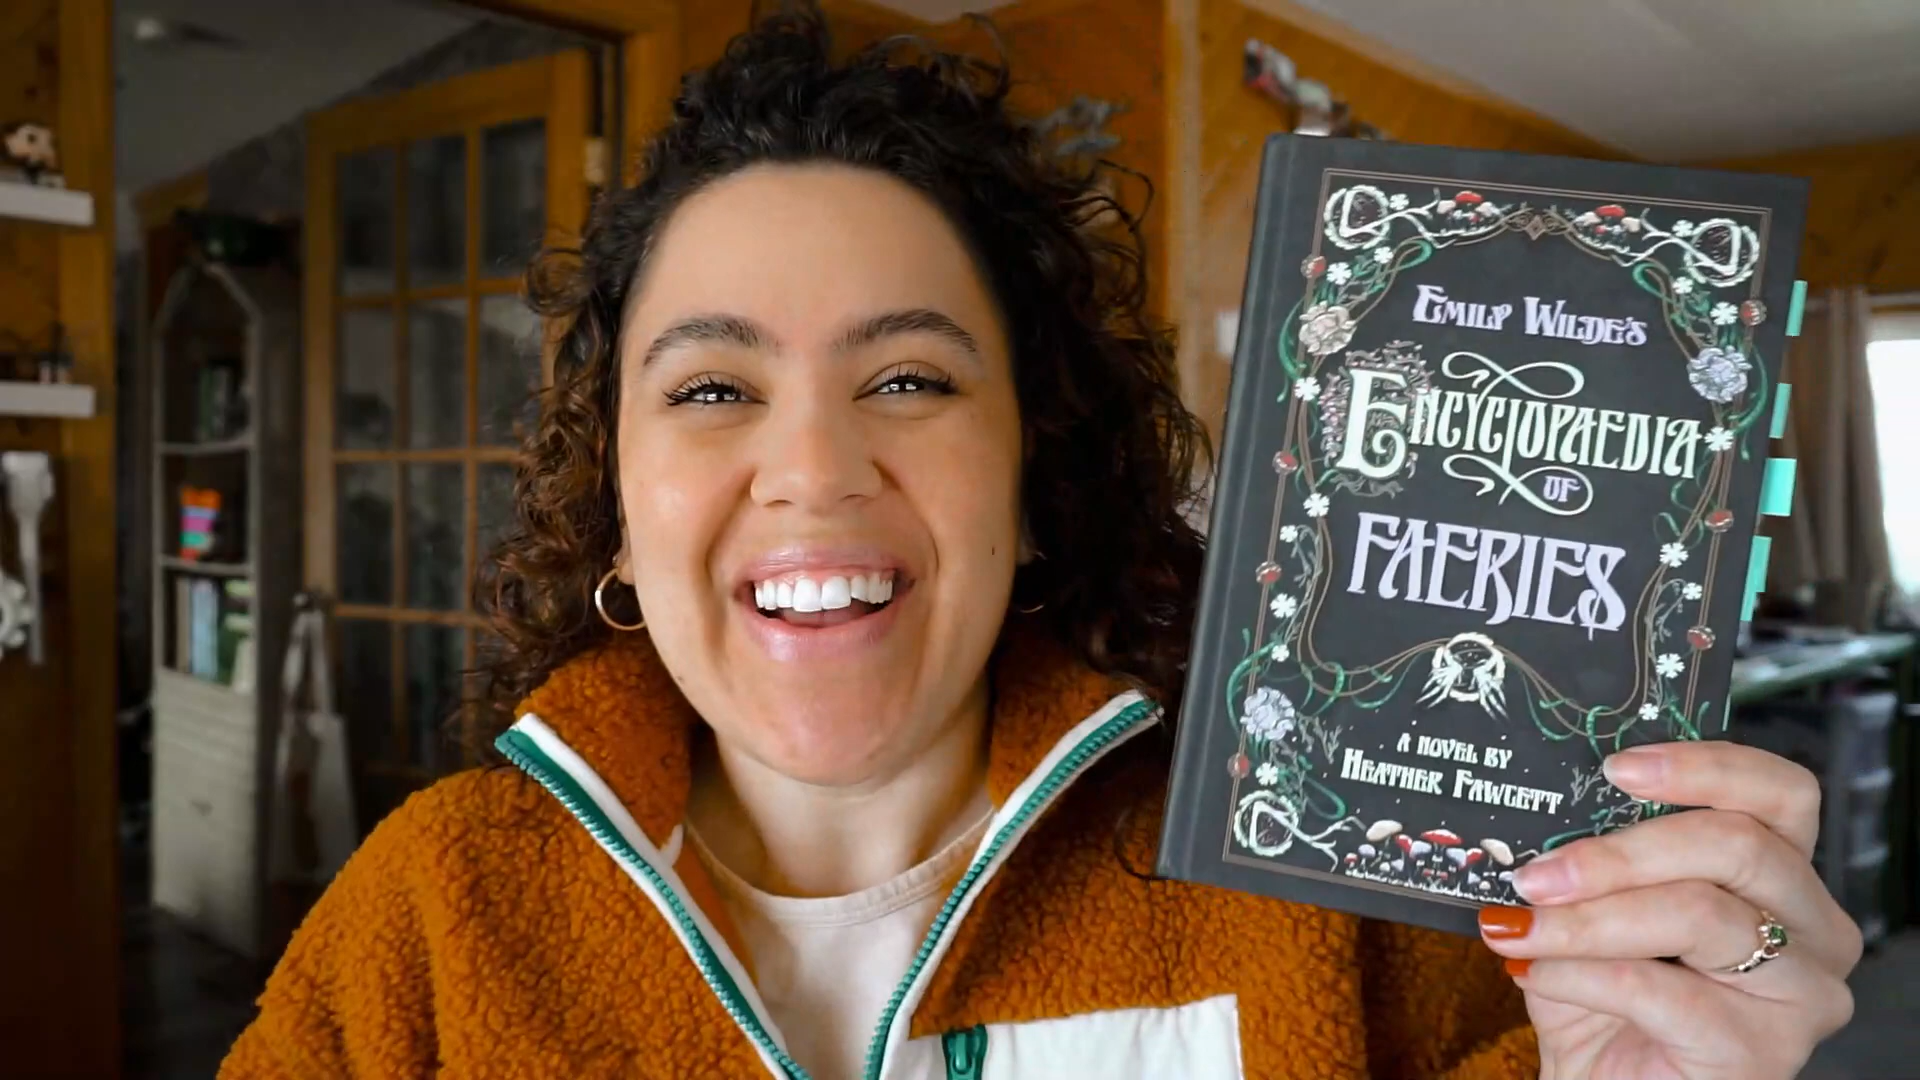 Emily Wilde's
Encyclopaedia
of
Faeries
A Novel by
Heather Fawcett